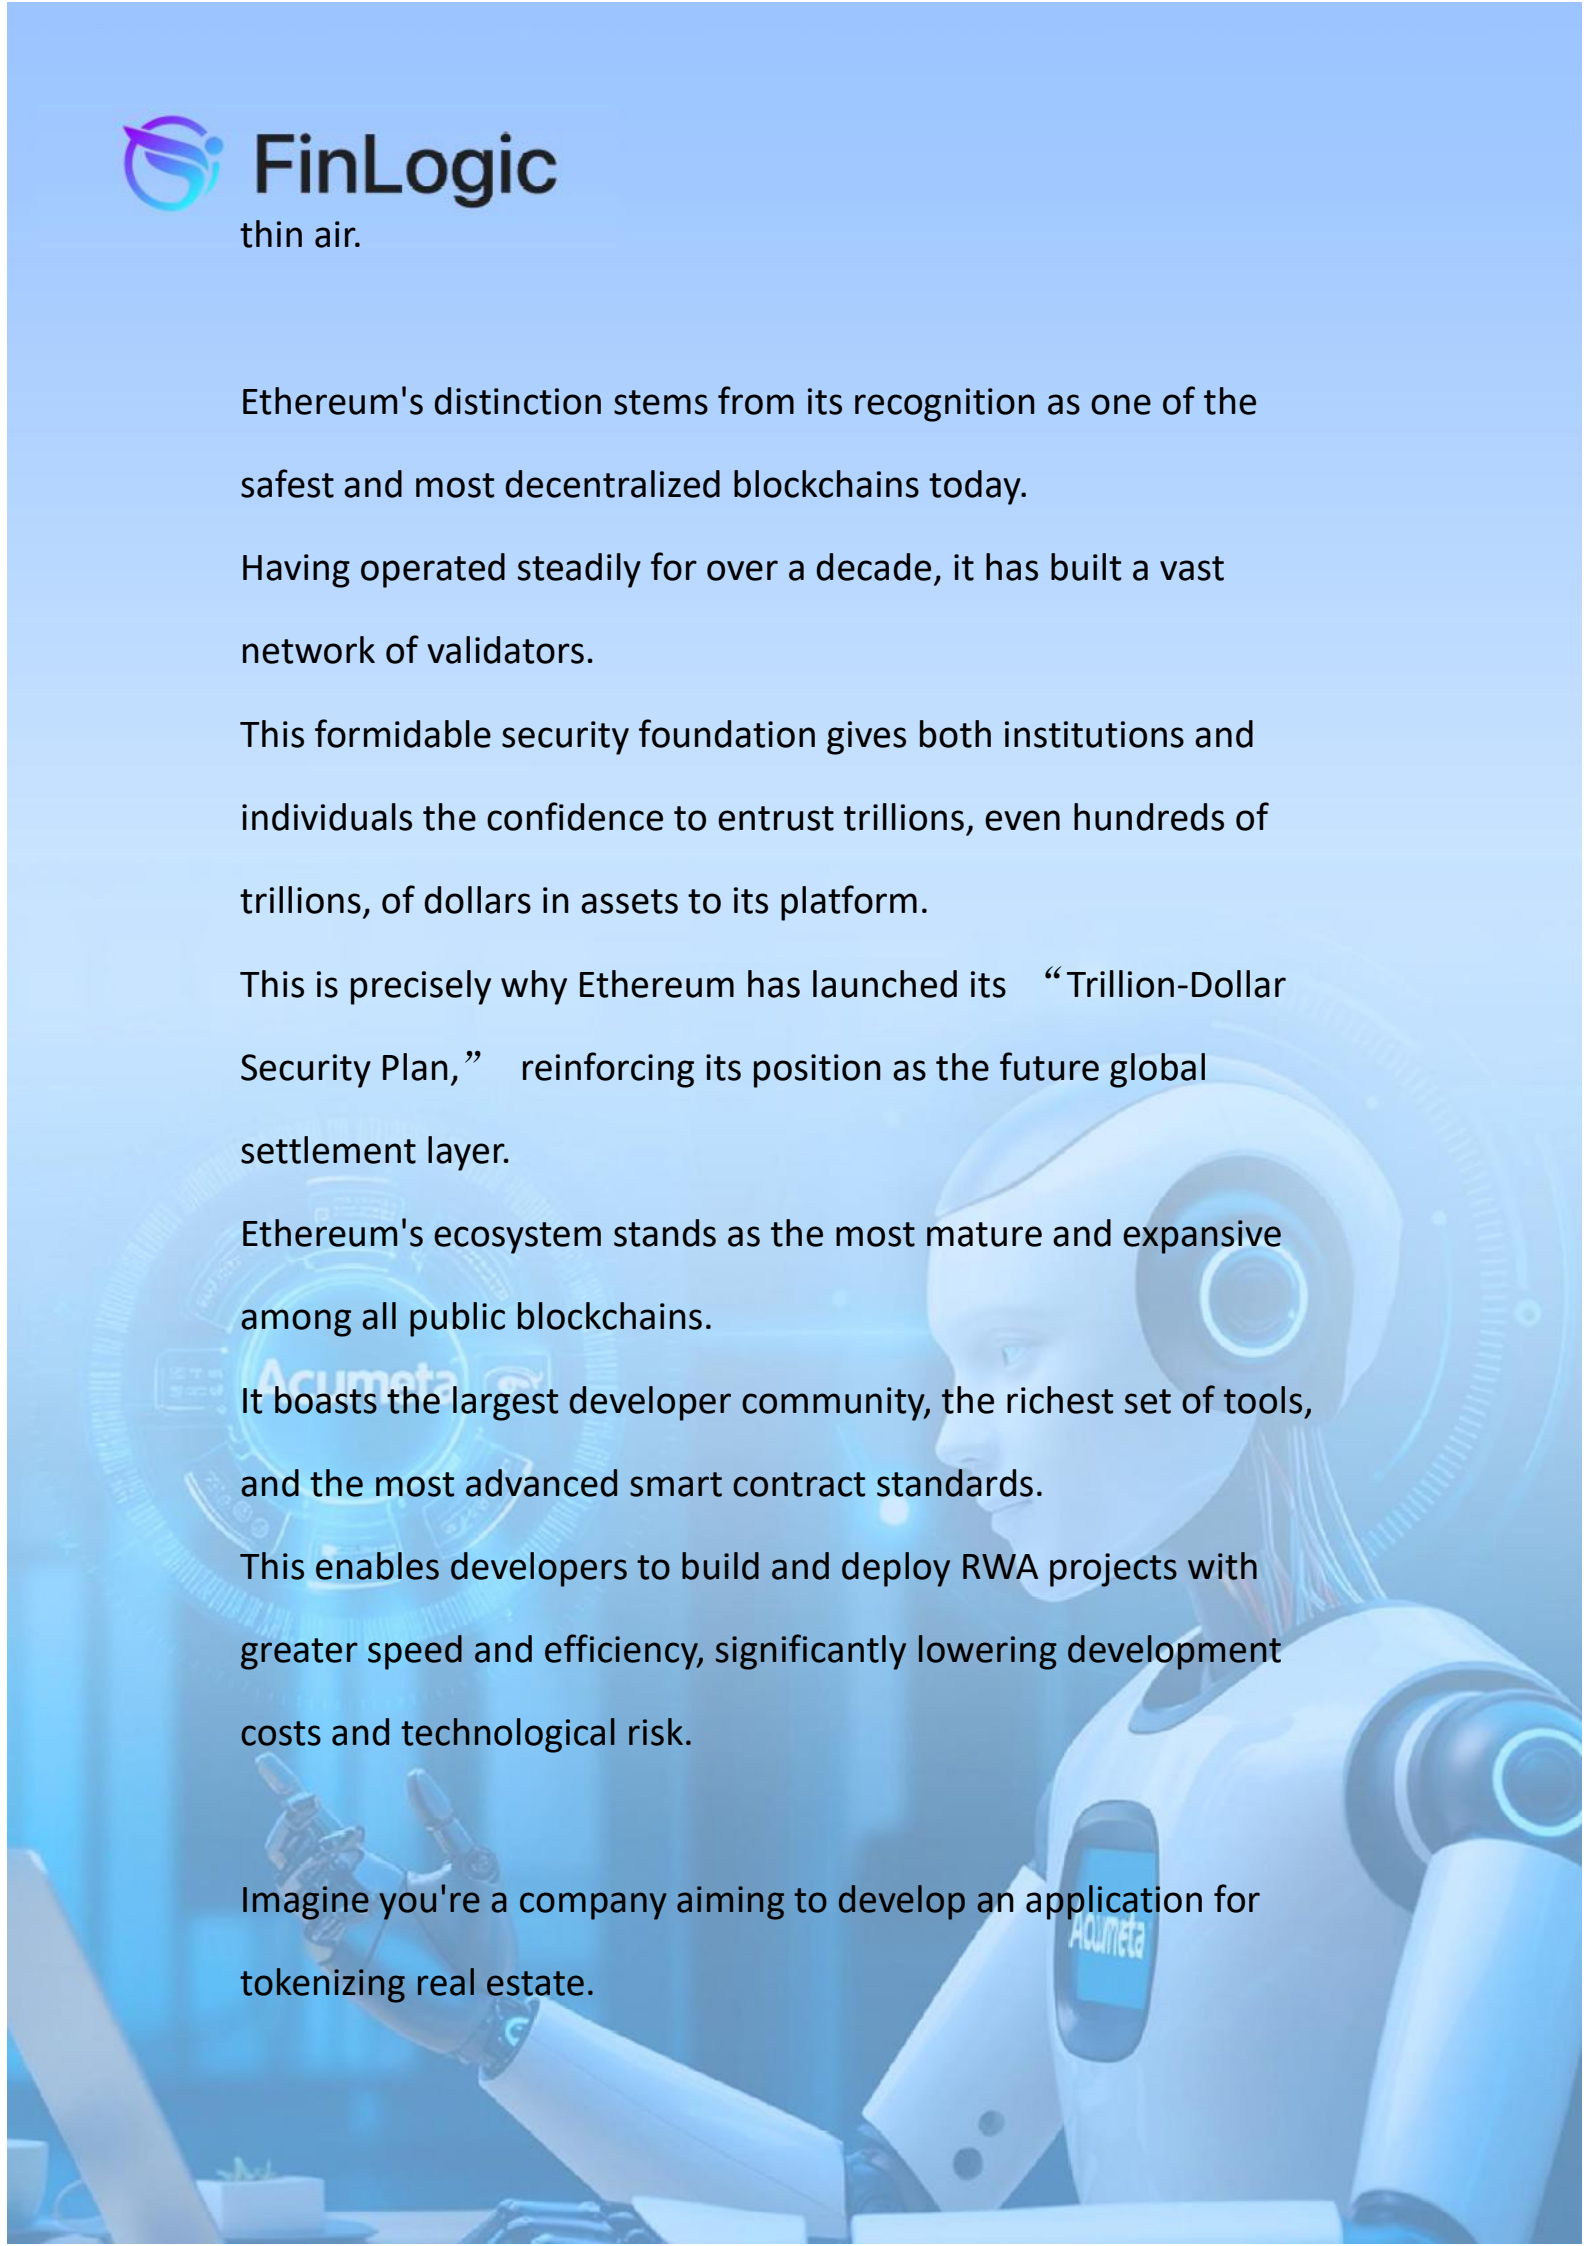 FinLogic
thin air.
Ethereum's distinction stems from its recognition as one of the
safest and most decentralized blockchains today.
Having operated steadily for over a decade, it has built a vast
network of validators.
This formidable security foundation gives both institutions and
individuals the confidence to entrust trillions, even hundreds of
trillions, of dollars in assets to its platform.
This is precisely why Ethereum has launched its “Trillion-Dollar
Security Plan,” reinforcing its position as the future global
settlement layer.
Ethereum's ecosystem stands as the most mature and expansive
among all public blockchains.
Acumeta
It boasts the largest developer community, the richest set of tools,
and the most advanced smart contract standards.
This enables developers to build and deploy RWA projects with
greater speed and efficiency, significantly lowering development
costs and technological risk.
Imagine you're a company aiming to develop an application for
Acumeta
tokenizing real estate.